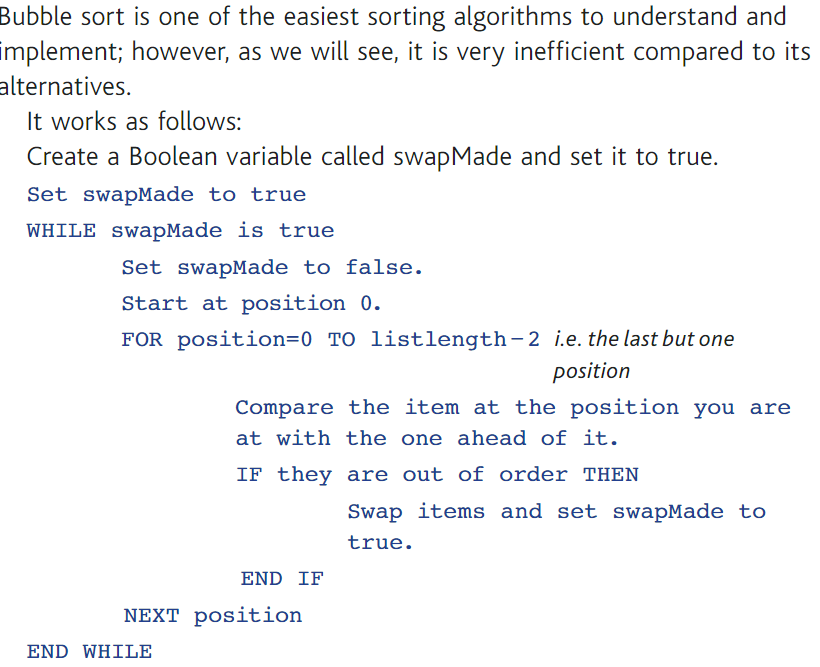 Bubble sort is one of the easiest sorting algorithms to understand and
implement; however, as we will see, it is very inefficient compared to its
alternatives.
It works as follows:
Create a Boolean variable called swapMade and set it to true.
Set swapMade to true
WHILE swapMade is true
Set swapMade to false.
Start at position 0.
FOR position=0 TO listlength-2 i.e. the last but one
position
Compare the item at the position you are
at with the one ahead of it.
IF they are out of order THEN
Swap items and set swapMade to
true.
END IF
NEXT position
END WHILE